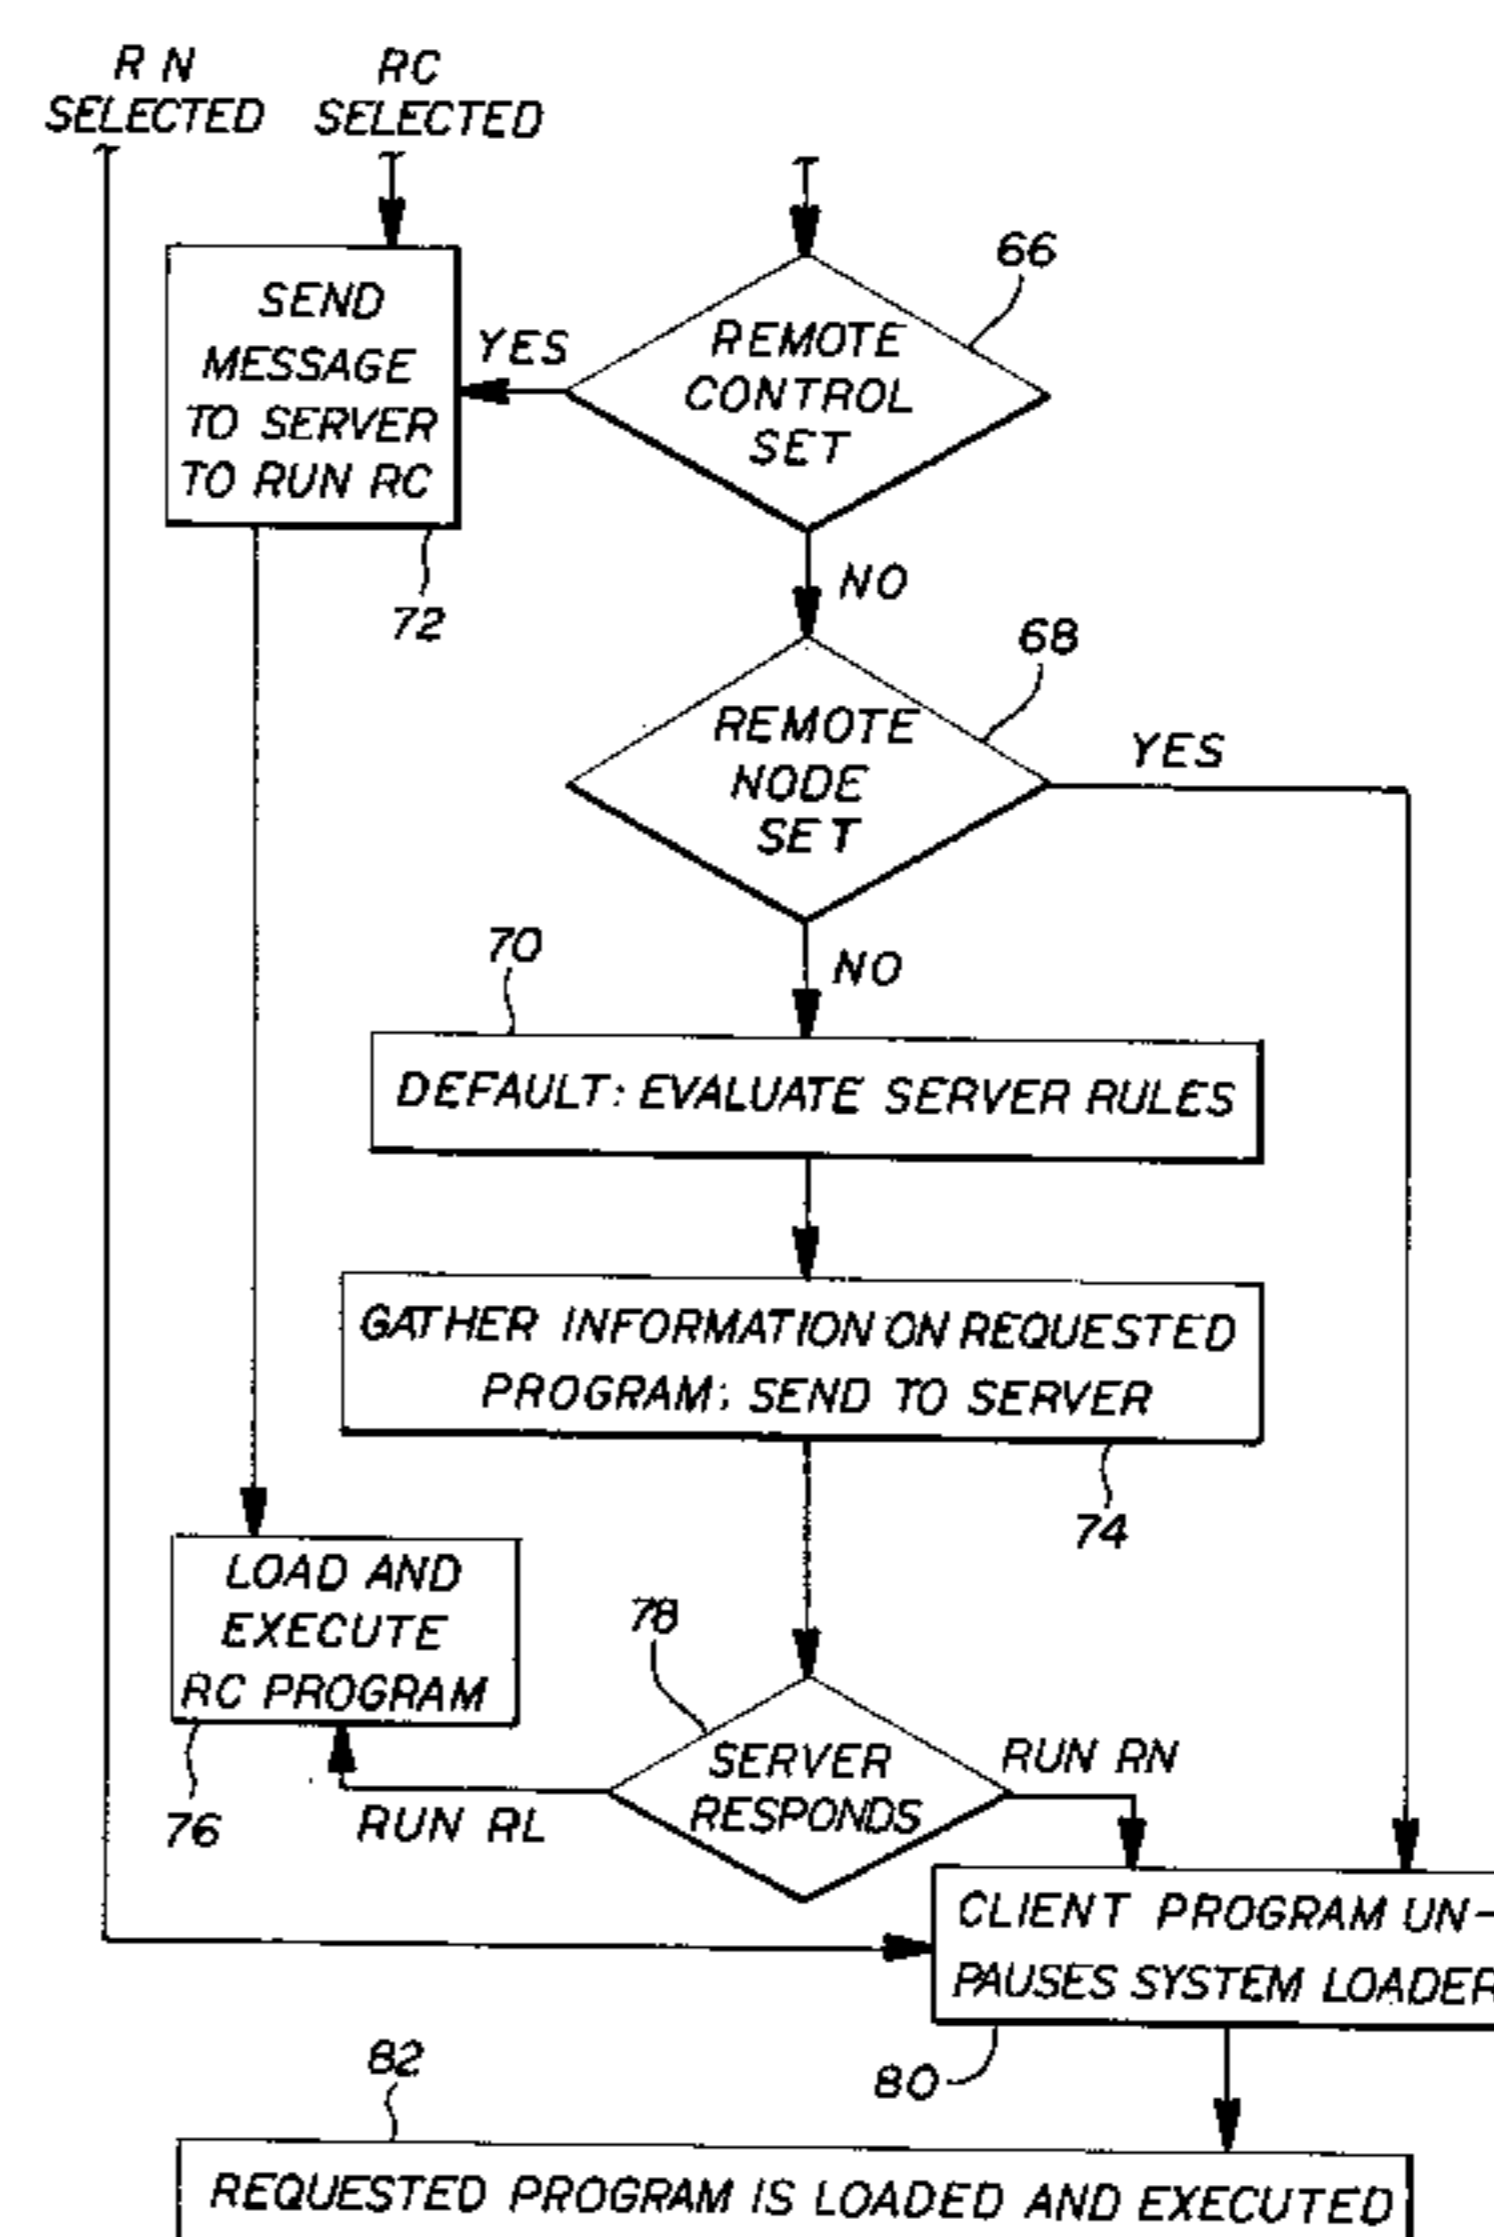 R N
SELECTED
RC
SELECTED
66
SEND
MESSAGE
TO SERVER
TO RUN RC
YES
REMOTE
CONTROL
SET
72
NO
68
REMOTE
NODE
SET
YES
70
NO
DEFAULT: EVALUATE SERVER RULES
GATHER INFORMATION ON REQUESTED
PROGRAM; SEND TO SERVER
74
LOAD AND
EXECUTE
RC PROGRAM
78
76
SERVER
RESPONDS
RUN RL
RUN RN
CLIENT PROGRAM UN-
PAUSES SYSTEM LOADER
80
82
REQUESTED PROGRAM IS LOADED AND EXECUTED